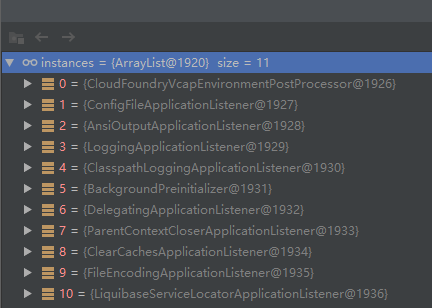 instances = {ArrayList@1920} size = 11
0 = {CloudFoundryVcapEnvironmentPostProcessor@1926}
1 = {ConfigFileApplicationListener@1927}
2 = {AnsiOutputApplicationListener@1928}
3 = {LoggingApplicationListener@1929}
4 = {ClasspathLoggingApplicationListener@1930}
5 = {BackgroundPreinitializer@1931}
6 = {DelegatingApplicationListener@1932}
7 = {ParentContextCloserApplicationListener@1933}
8 = {ClearCachesApplicationListener@1934}
9 = {FileEncodingApplicationListener@1935}
10 = {LiquibaseServiceLocatorApplicationListener@1936}